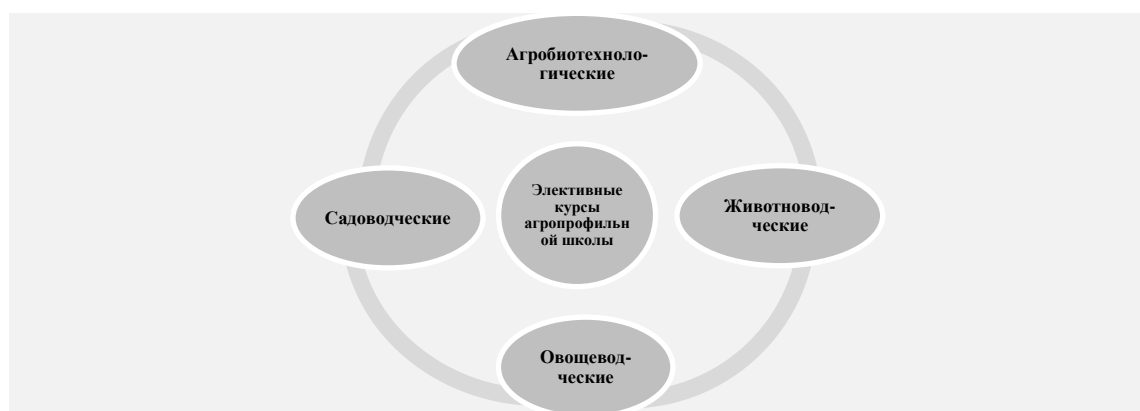 Агробиотехноло-
гические
Садоводческие
Элективные
курсы
агропрофильн
ой школы
Животновод-
ческие
Овощевод-
ческие